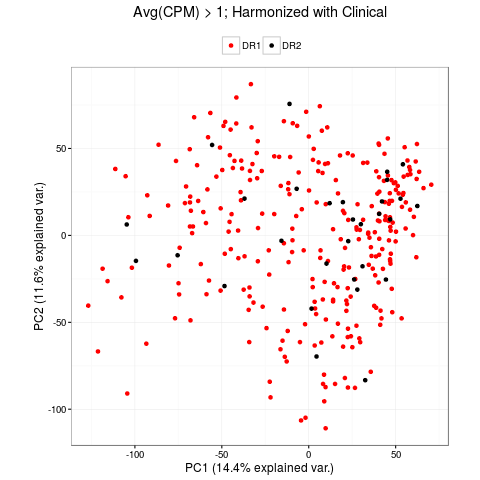 Avg(CPM) > 1; Harmonized with Clinical
DR1 DR2
PC2 (11.6% explained var.)
50
0
-50
-100
-100 -50 0 50
PC1 (14.4% explained var.)